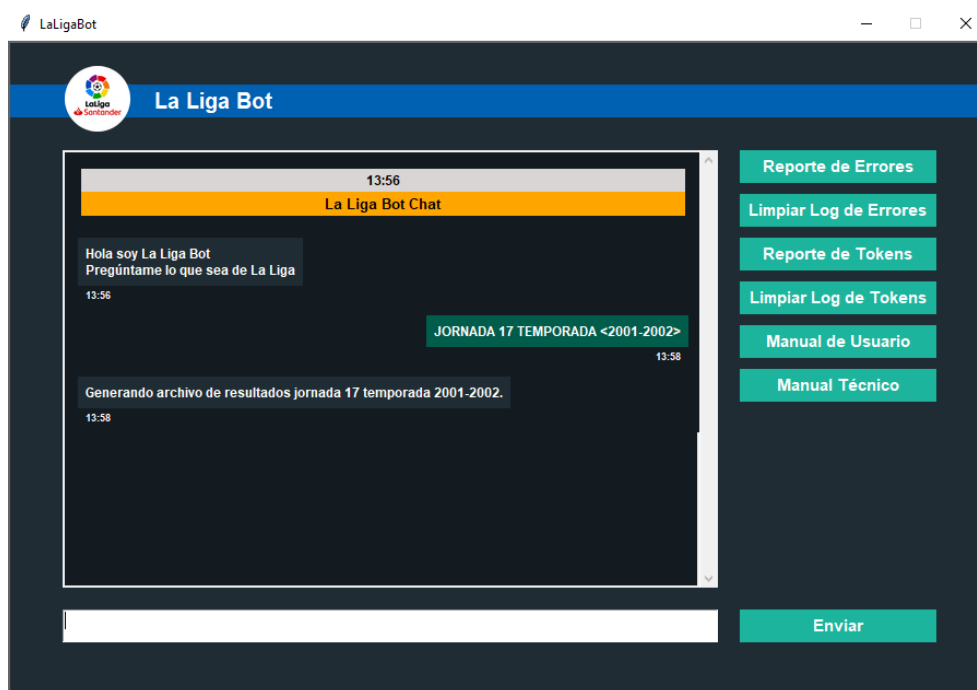 LaLigaBot
LaLiga
Santander
La Liga Bot
13:56
La Liga Bot Chat
Hola soy La Liga Bot
Pregúntame lo que sea de La Liga
13:56
JORNADA 17 TEMPORADA <2001-2002>
13:58
Generando archivo de resultados jornada 17 temporada 2001-2002.
13:58
Reporte de Errores
Limpiar Log de Errores
Reporte de Tokens
Limpiar Log de Tokens
Manual de Usuario
Manual Técnico
Enviar